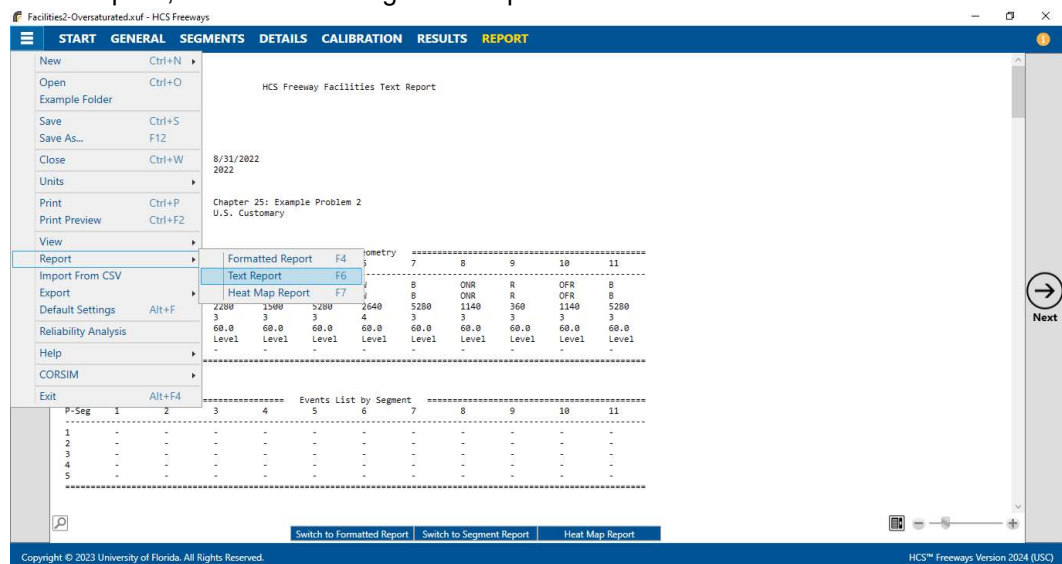 Facilities2-Oversaturated.xuf - HCS Freeways
START GENERAL SEGMENTS DETAILS CALIBRATION RESULTS REPORT
New Ctrl+N
Open Ctrl+O
Example Folder
Save Ctrl+S
Save As... F12
Close Ctrl+W
Units
Print Ctrl+P
Print Preview Ctrl+F2
View
Report
Import From CSV
Export
Default Settings Alt+F
Reliability Analysis
Help
CORSIM
Exit Alt+F4
Formatted Report F4
Text Report F6
Heat Map Report F7
HCS Freeway Facilities Text Report
8/31/2022
2022
Chapter 25: Example Problem 2
U.S. Customary
ometry ==========================================
7 8 9 10 11
B ONR R OFR B
B ONR R OFR B
2280 1500 5280 2640 5280 1140 360 1140 5280
3 3 3 4 3 3 3 3 3
60.0 60.0 60.0 60.0 60.0 60.0 60.0 60.0 60.0
Level Level Level Level Level Level Level Level Level
- - - - - - - - -
================ Events List by Segment ==========================================
P-Seg 1 2 3 4 5 6 7 8 9 10 11
1 - - - - - - - - - - -
2 - - - - - - - - - - -
3 - - - - - - - - - - -
4 - - - - - - - - - - -
5 - - - - - - - - - - -
Switch to Formatted Report Switch to Segment Report Heat Map Report
Next
Copyright © 2023 University of Florida. All Rights Reserved. HCS™ Freeways Version 2024 (USC)